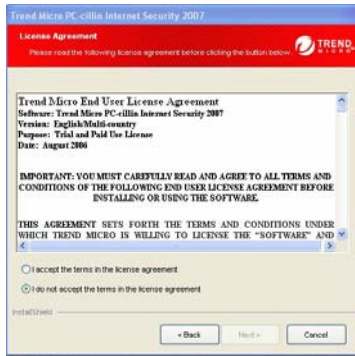 Trend Micro PC-cillin Internet Security 2007
License Agreement
Please read the following license agreement before clicking the button below.
TREND
MICRO
Trend Micro End User License Agreement
Software: Trend Micro PC-cillin Internet Security 2007
Version: English/Multi-country
Purpose: Trial and Paid Use License
Date: August 2006
IMPORTANT: YOU MUST CAREFULLY READ AND AGREE TO ALL TERMS AND
CONDITIONS OF THE FOLLOWING END USER LICENSE AGREEMENT BEFORE
INSTALLING OR USING THE SOFTWARE.
THIS AGREEMENT SETS FORTH THE TERMS AND CONDITIONS UNDER
WHICH TREND MICRO IS WILLING TO LICENSE THE "SOFTWARE" AND
I accept the terms in the license agreement
I do not accept the terms in the license agreement
InstallShield
< Back
Next >
Cancel